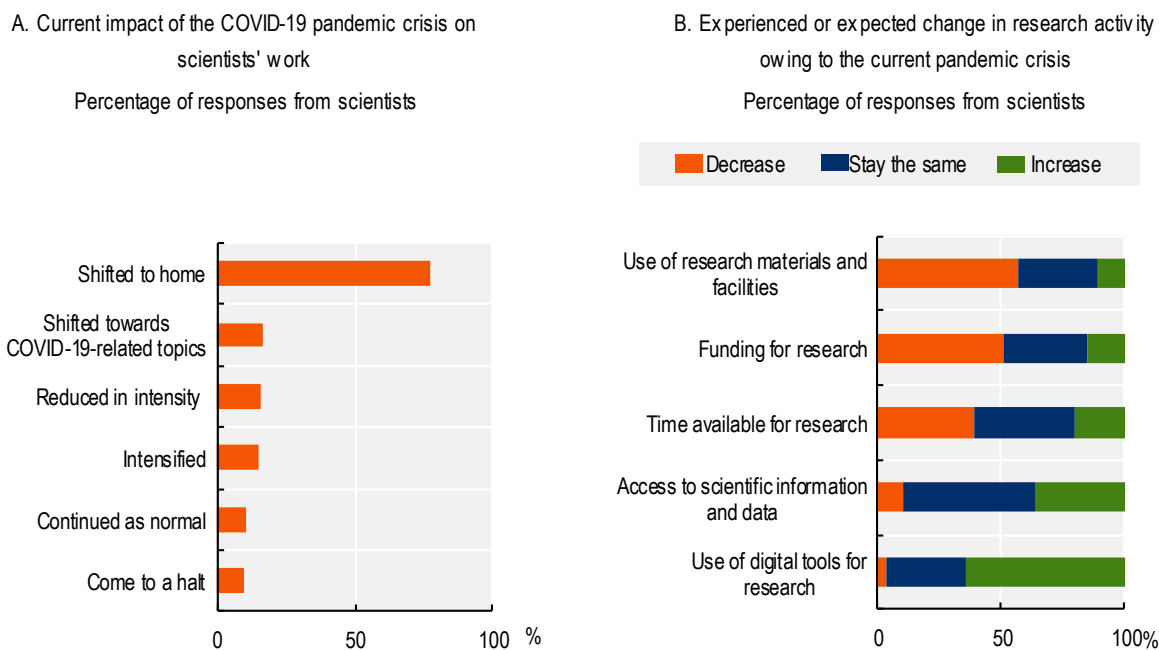 A. Current impact of the COVID-19 pandemic crisis on
scientists' work
Percentage of responses from scientists
Shifted to home
Shifted towards
COVID-19-related topics
Reduced in intensity
Intensified
Continued as normal
Come to a halt
0 50 100 %
B. Experienced or expected change in research activity
owing to the current pandemic crisis
Percentage of responses from scientists
Decrease Stay the same Increase
Use of research materials and
facilities
Funding for research
Time available for research
Access to scientific information
and data
Use of digital tools for
research
0 50 100%